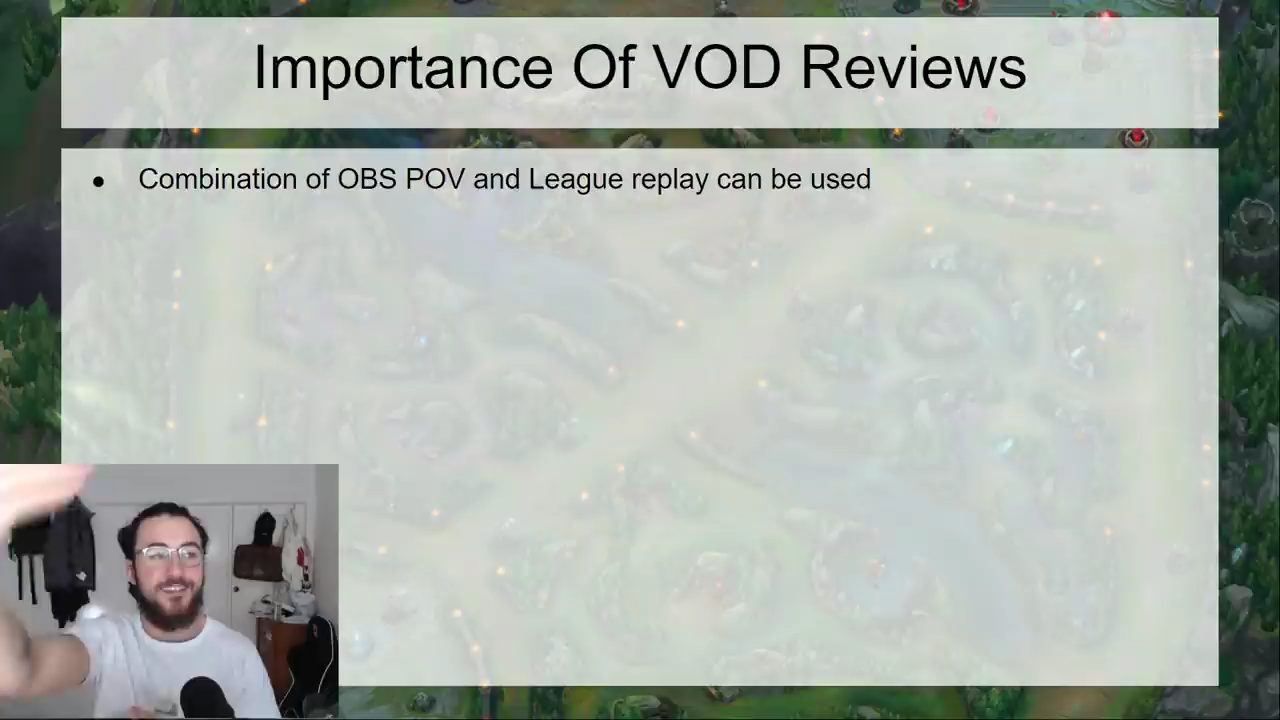 Importance Of VOD Reviews
● Combination of OBS POV and League replay can be used